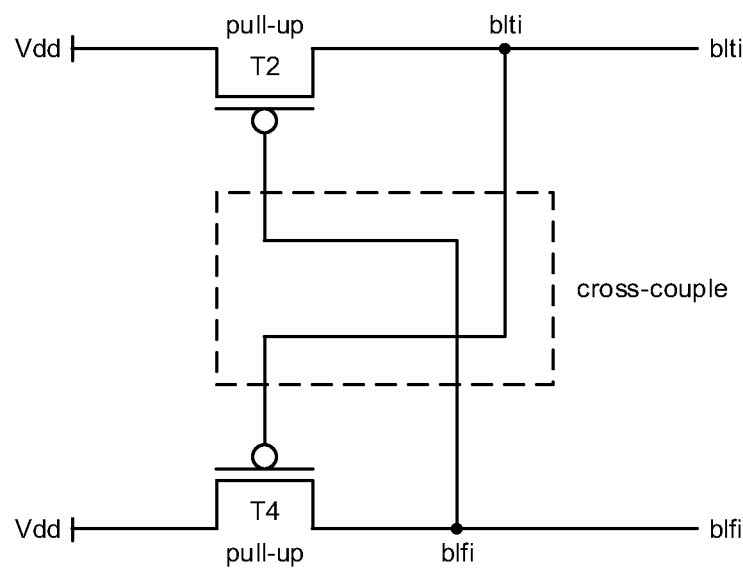 pull-up
blti
Vdd
T2
blti
cross-couple
Vdd
T4
blfi
pull-up
blfi